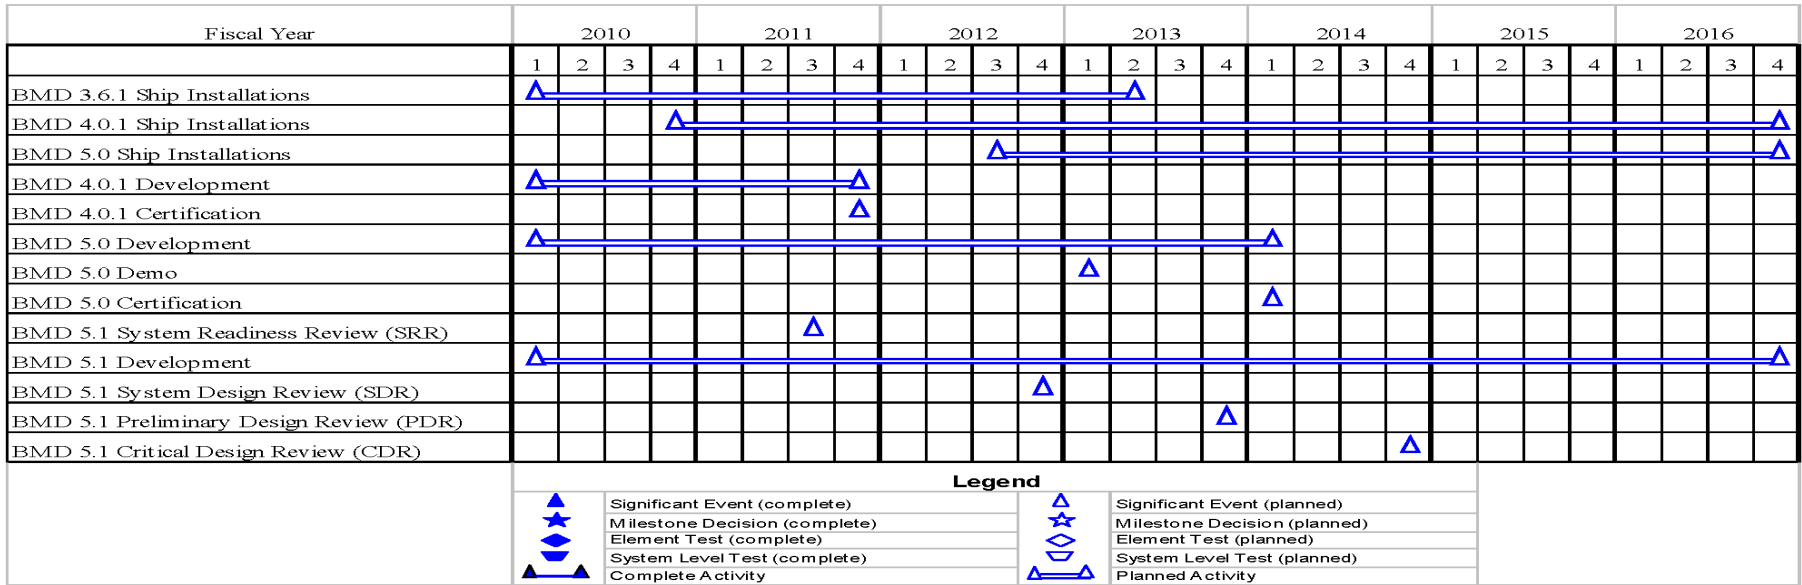 Fiscal Year 2010 2011 2012 2013 2014 2015 2016
1 2 3 4 1 2 3 4 1 2 3 4 1 2 3 4 1 2 3 4 1 2 3 4 1 2 3 4
BMD 3.6.1 Ship Installations
BMD 4.0.1 Ship Installations
BMD 5.0 Ship Installations
BMD 4.0.1 Development
BMD 4.0.1 Certification
BMD 5.0 Development
BMD 5.0 Demo
BMD 5.0 Certification
BMD 5.1 System Readiness Review (SRR)
BMD 5.1 Development
BMD 5.1 System Design Review (SDR)
BMD 5.1 Preliminary Design Review (PDR)
BMD 5.1 Critical Design Review (CDR)
Legend
Significant Event (complete) Significant Event (planned)
Milestone Decision (complete) Milestone Decision (planned)
Element Test (complete) Element Test (planned)
System Level Test (complete) System Level Test (planned)
Complete Activity Planned Activity